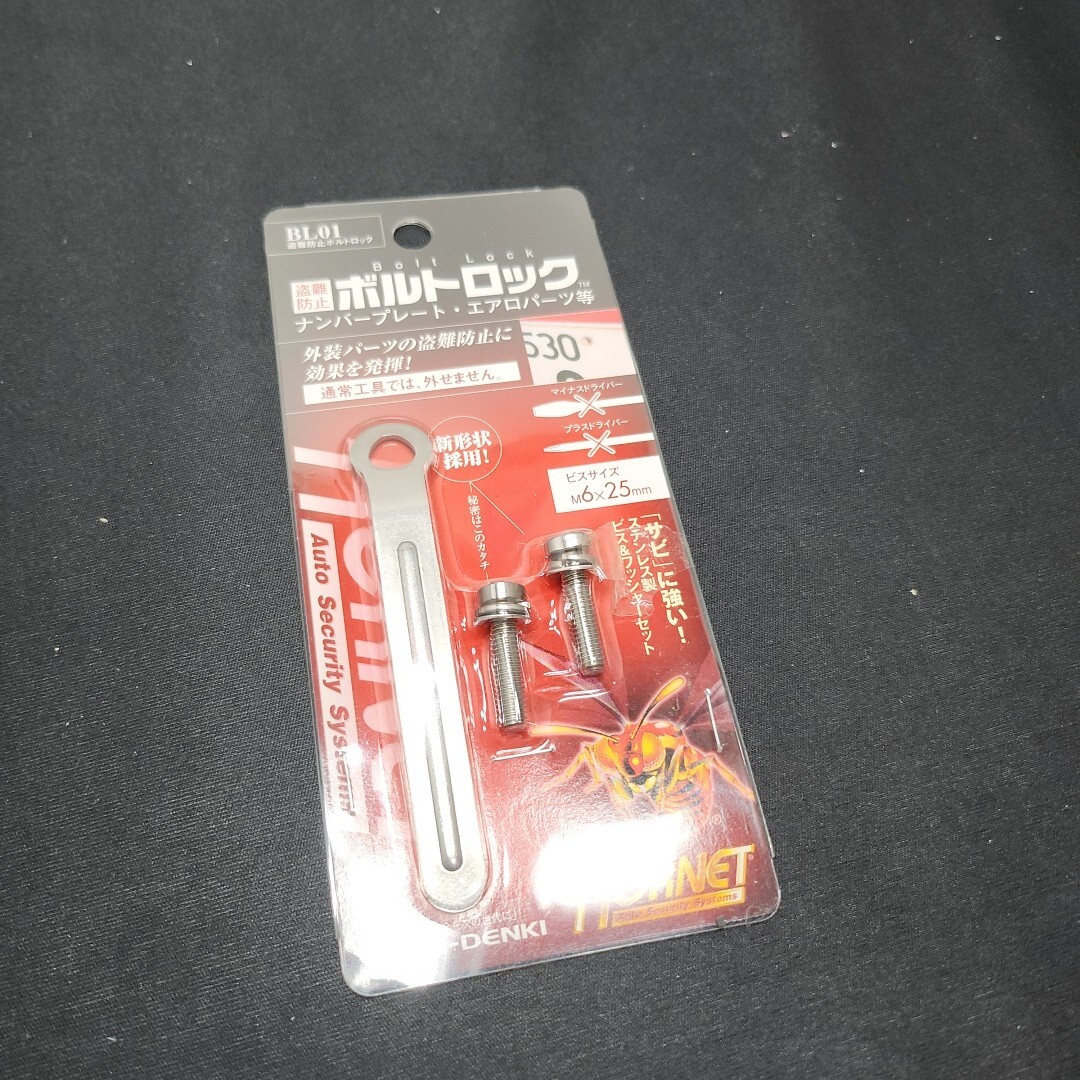 BL01
盗難防止ボルトロック
Bolt Lock
盗難
防止
ボルトロック™
ナンバープレート・エアロパーツ等
外装パーツの盗難防止に
効果を発揮!
通常工具では、外せません。
530
マイナスドライバー
プラスドライバー
新形状
採用!
秘密はこのカタチ
ビスサイズ
M6×25mm
「サビ」に強い!
ステンレス製
ビス&ワッシャーセット
Auto Security Systems
®
HORNET
Auto Security Systems
-DENKI